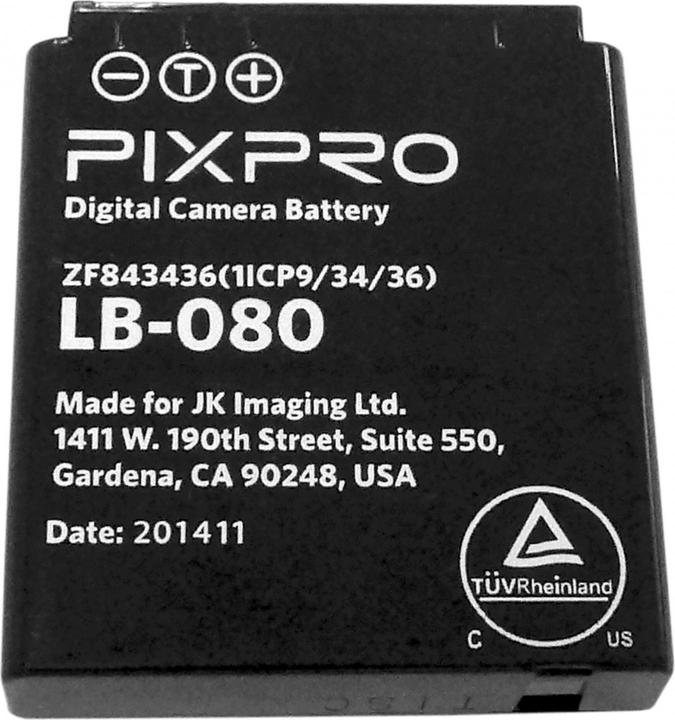 − T +
PIXPRO
Digital Camera Battery
ZF843436(1ICP9/34/36)
LB-080
Made for JK Imaging Ltd.
1411 W. 190th Street, Suite 550,
Gardena, CA 90248, USA
Date: 201411
TÜVRheinland
C US